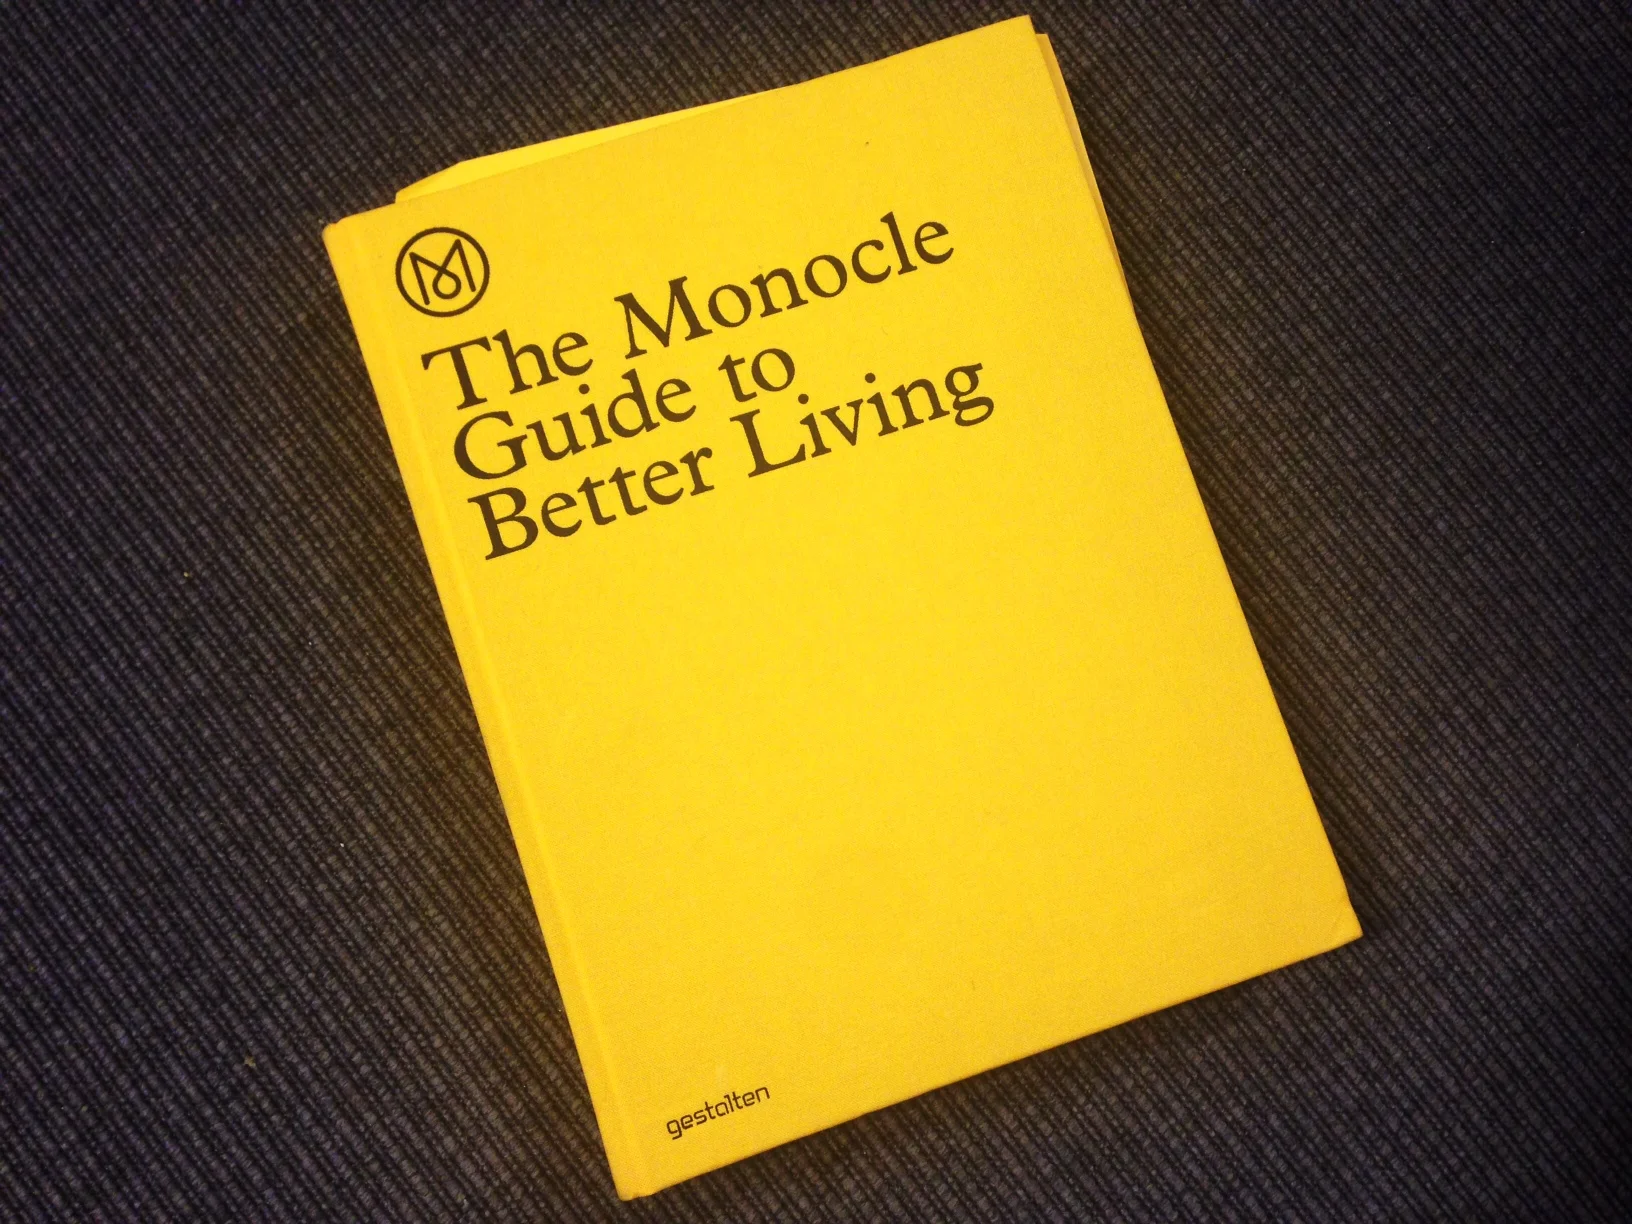 M
The Monocle
Guide to
Better Living
gestalten